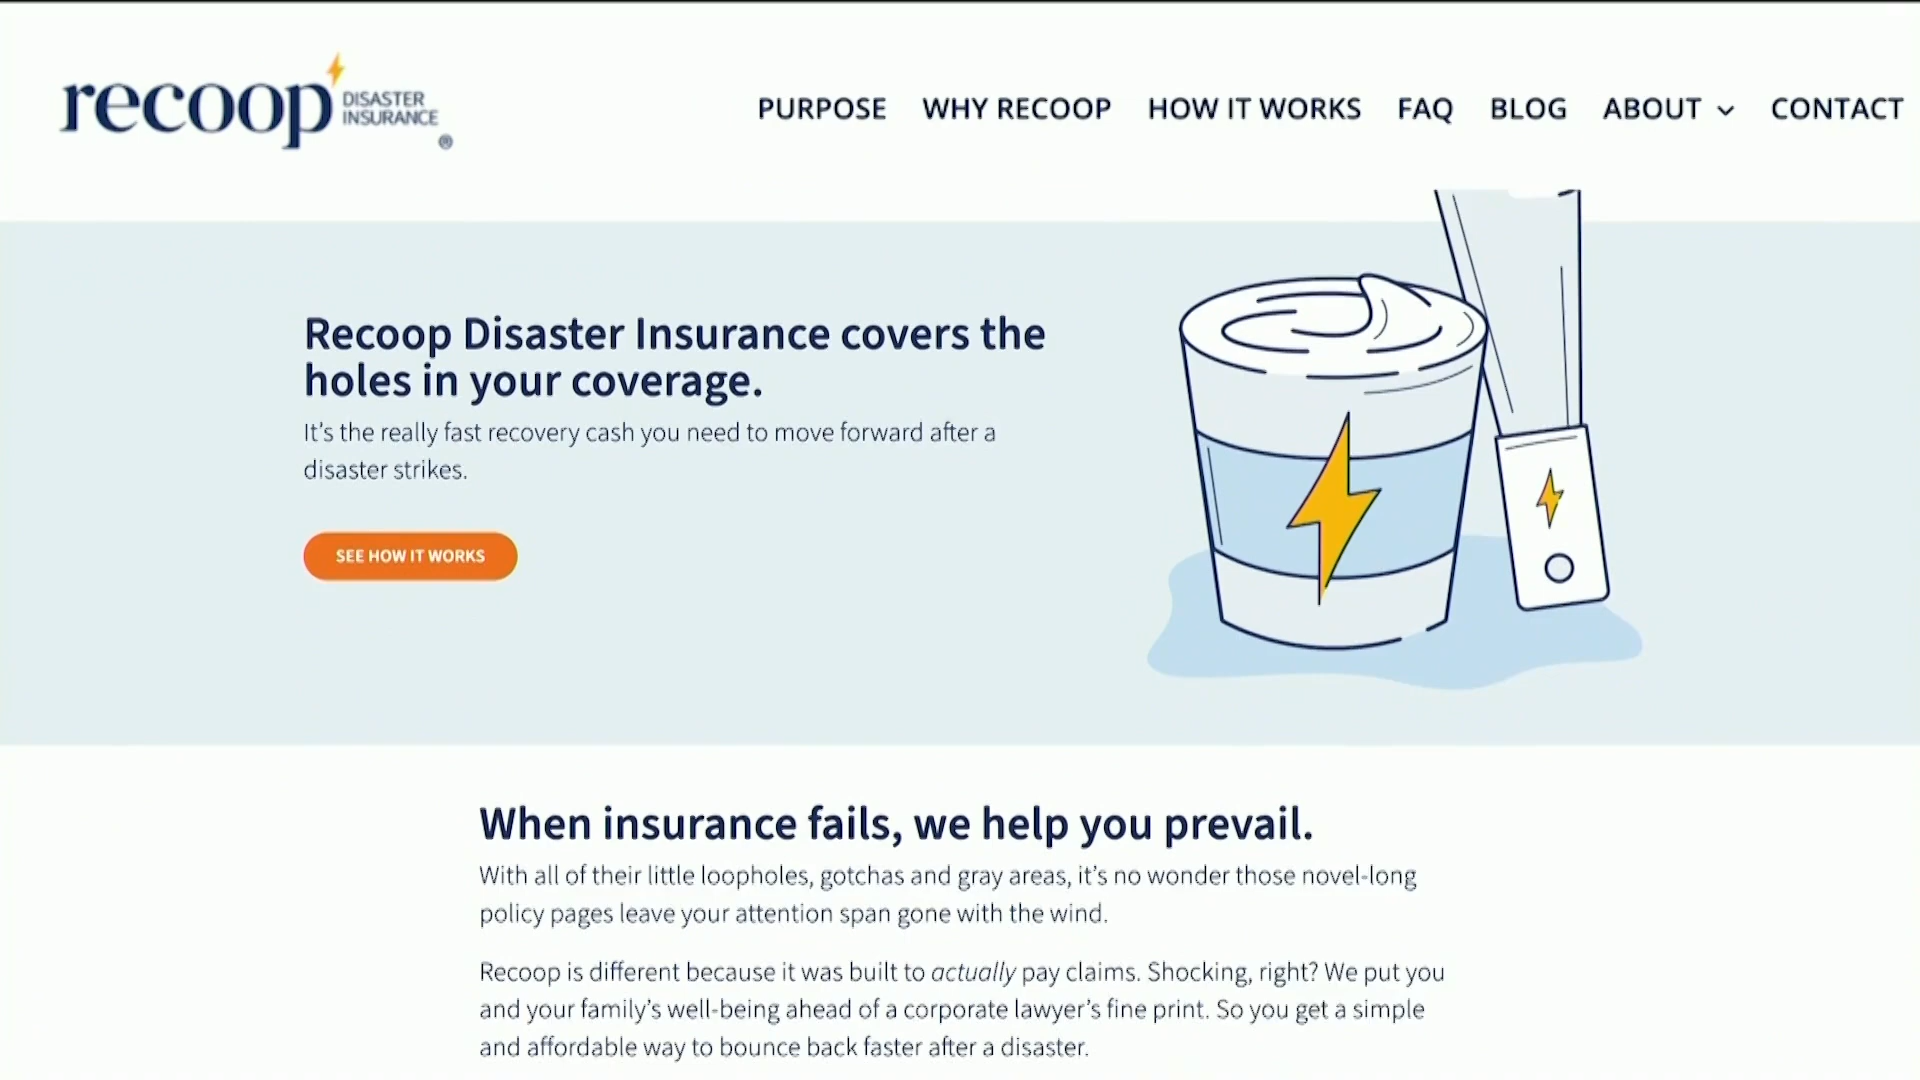 recoop DISASTER INSURANCE ®
PURPOSE WHY RECOOP HOW IT WORKS FAQ BLOG ABOUT CONTACT
Recoop Disaster Insurance covers the
holes in your coverage.
It's the really fast recovery cash you need to move forward after a
disaster strikes.
SEE HOW IT WORKS
When insurance fails, we help you prevail.
With all of their little loopholes, gotchas and gray areas, it's no wonder those novel-long
policy pages leave your attention span gone with the wind.
Recoop is different because it was built to actually pay claims. Shocking, right? We put you
and your family's well-being ahead of a corporate lawyer's fine print. So you get a simple
and affordable way to bounce back faster after a disaster.